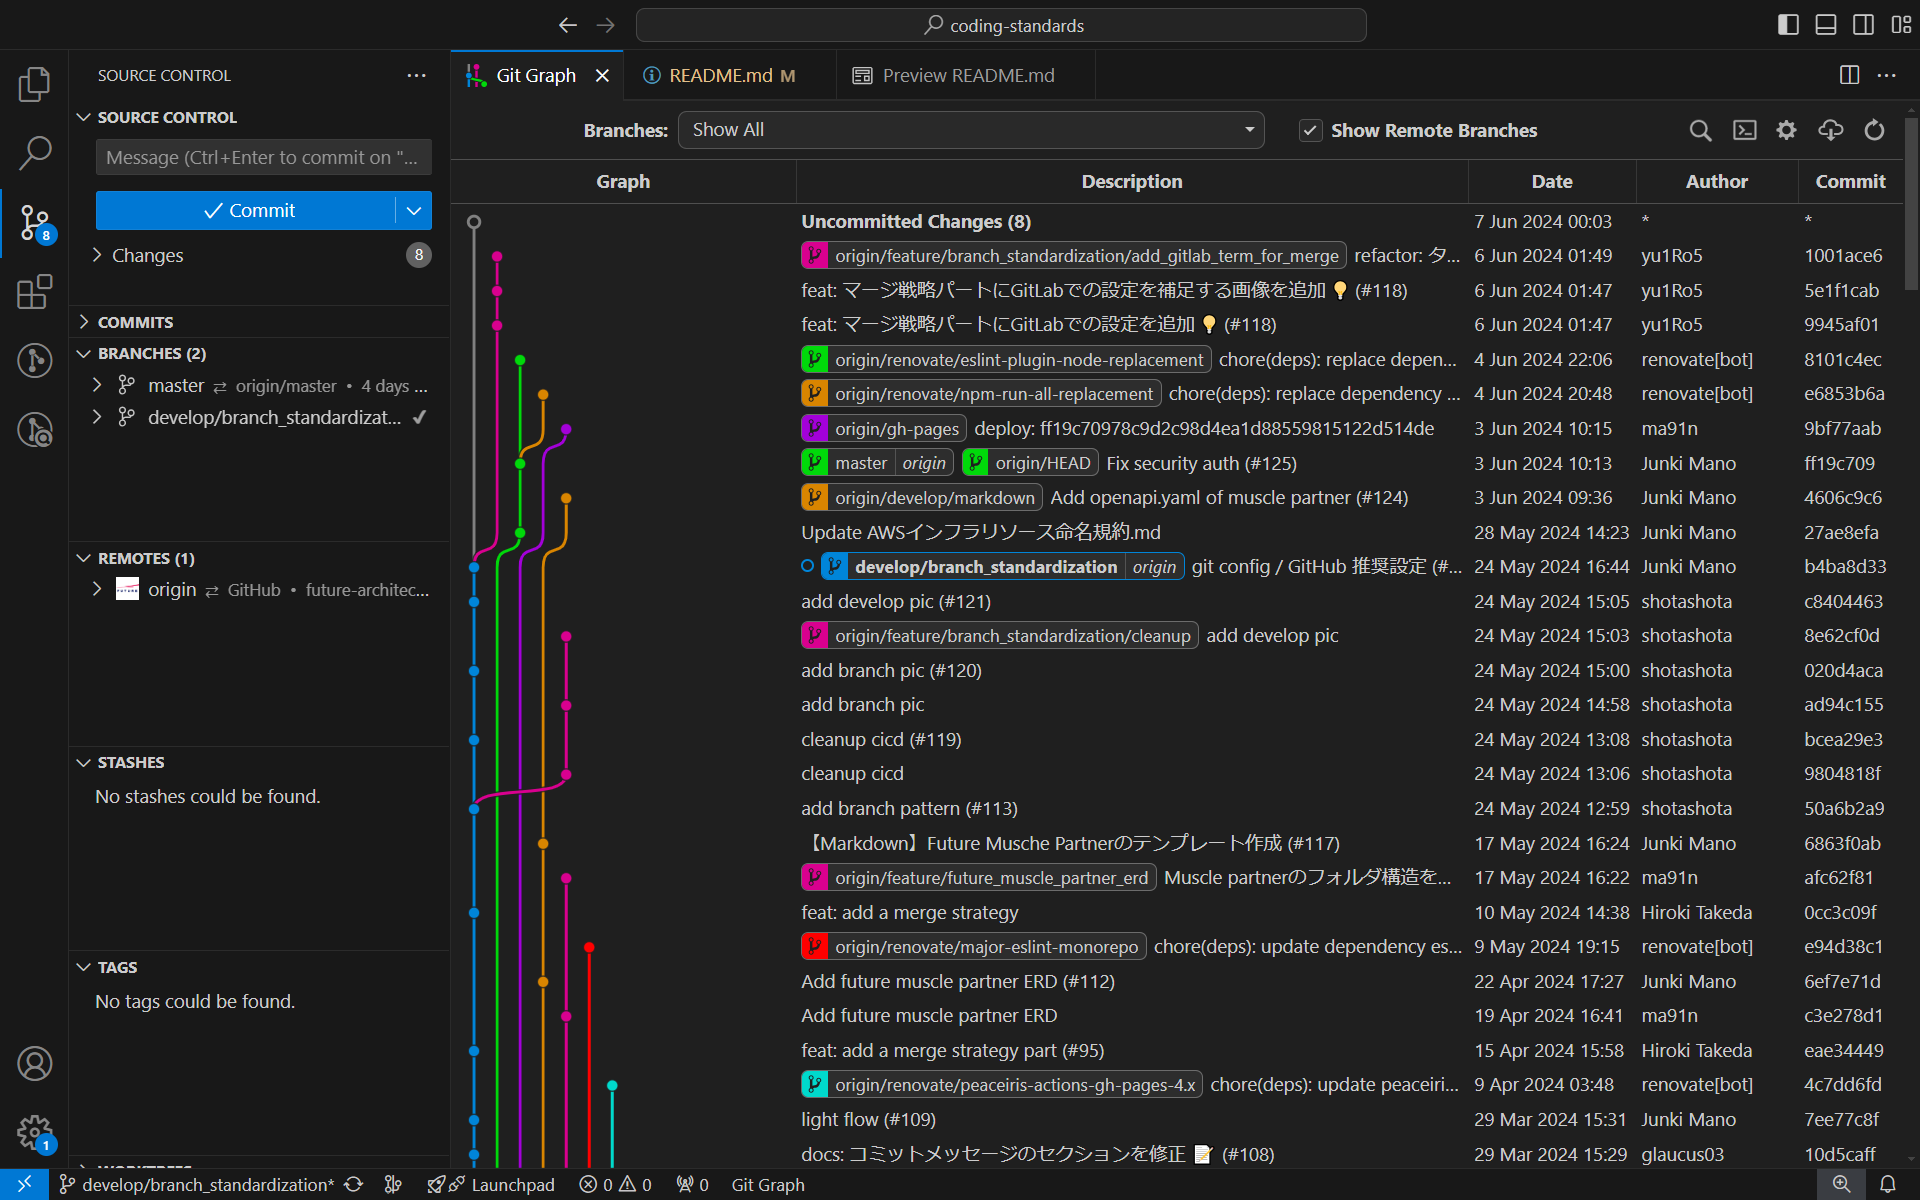 coding-standards
SOURCE CONTROL
SOURCE CONTROL
Message (Ctrl+Enter to commit on "...
Commit
Changes 8
COMMITS
BRANCHES (2)
master ⇄ origin/master • 4 days ...
develop/branch_standardizat... ✓
REMOTES (1)
origin ⇄ GitHub • future-architec...
STASHES
No stashes could be found.
TAGS
No tags could be found.
8
1
Git Graph
README.md M
Preview README.md
Branches: Show All Show Remote Branches
Graph Description Date Author Commit
Uncommitted Changes (8) 7 Jun 2024 00:03 * *
origin/feature/branch_standardization/add_gitlab_term_for_merge refactor: タ... 6 Jun 2024 01:49 yu1Ro5 1001ace6
feat: マージ戦略パートにGitLabでの設定を補足する画像を追加 💡 (#118) 6 Jun 2024 01:47 yu1Ro5 5e1f1cab
feat: マージ戦略パートにGitLabでの設定を追加 💡 (#118) 6 Jun 2024 01:47 yu1Ro5 9945af01
origin/renovate/eslint-plugin-node-replacement chore(deps): replace depen... 4 Jun 2024 22:06 renovate[bot] 8101c4ec
origin/renovate/npm-run-all-replacement chore(deps): replace dependency ... 4 Jun 2024 20:48 renovate[bot] e6853b6a
origin/gh-pages deploy: ff19c70978c9d2c98d4ea1d88559815122d514de 3 Jun 2024 10:15 ma91n 9bf77aab
master origin origin/HEAD Fix security auth (#125) 3 Jun 2024 10:13 Junki Mano ff19c709
origin/develop/markdown Add openapi.yaml of muscle partner (#124) 3 Jun 2024 09:36 Junki Mano 4606c9c6
Update AWSインフラリソース命名規約.md 28 May 2024 14:23 Junki Mano 27ae8efa
develop/branch_standardization origin git config / GitHub 推奨設定 (#... 24 May 2024 16:44 Junki Mano b4ba8d33
add develop pic (#121) 24 May 2024 15:05 shotashota c8404463
origin/feature/branch_standardization/cleanup add develop pic 24 May 2024 15:03 shotashota 8e62cf0d
add branch pic (#120) 24 May 2024 15:00 shotashota 020d4aca
add branch pic 24 May 2024 14:58 shotashota ad94c155
cleanup cicd (#119) 24 May 2024 13:08 shotashota bcea29e3
cleanup cicd 24 May 2024 13:06 shotashota 9804818f
add branch pattern (#113) 24 May 2024 12:59 shotashota 50a6b2a9
【Markdown】Future Musche Partnerのテンプレート作成 (#117) 17 May 2024 16:24 Junki Mano 6863f0ab
origin/feature/future_muscle_partner_erd Muscle partnerのフォルダ構造を... 17 May 2024 16:22 ma91n afc62f81
feat: add a merge strategy 10 May 2024 14:38 Hiroki Takeda 0cc3c09f
origin/renovate/major-eslint-monorepo chore(deps): update dependency es... 9 May 2024 19:15 renovate[bot] e94d38c1
Add future muscle partner ERD (#112) 22 Apr 2024 17:27 Junki Mano 6ef7e71d
Add future muscle partner ERD 19 Apr 2024 16:41 ma91n c3e278d1
feat: add a merge strategy part (#95) 15 Apr 2024 15:58 Hiroki Takeda eae34449
origin/renovate/peaceiris-actions-gh-pages-4.x chore(deps): update peaceiri... 9 Apr 2024 03:48 renovate[bot] 4c7dd6fd
light flow (#109) 29 Mar 2024 15:31 Junki Mano 7ee77c8f
docs: コミットメッセージのセクションを修正 📝 (#108) 29 Mar 2024 15:29 glaucus03 10d5caff
develop/branch_standardization* Launchpad 0 0 0 Git Graph